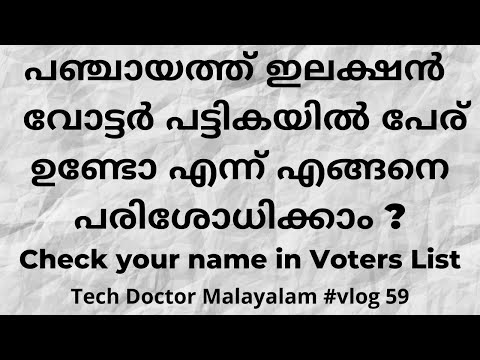 പഞ്ചായത്ത് ഇലക്ഷൻ
വോട്ടർ പട്ടികയിൽ പേര്
ഉണ്ടോ എന്ന് എങ്ങനെ
പരിശോധിക്കാം ?
Check your name in Voters List
Tech Doctor Malayalam #vlog 59